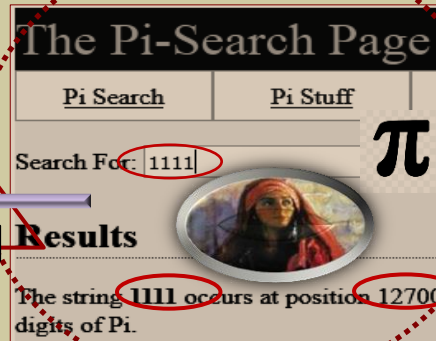 The Pi-Search Page
Pi Search Pi Stuff
π
Search For: 1111
Results
The string 1111 occurs at position 12700
digits of Pi.